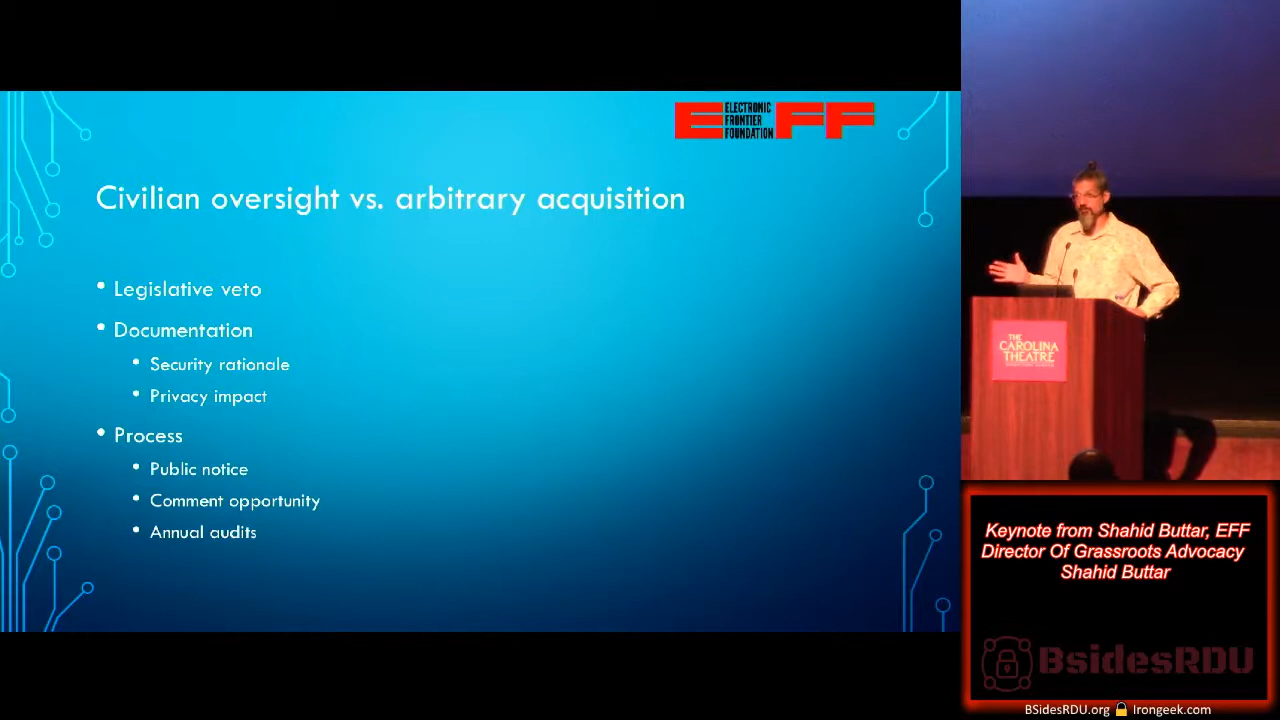 ELECTRONIC
FRONTIER
FOUNDATION
EFF
Civilian oversight vs. arbitrary acquisition
• Legislative veto
• Documentation
• Security rationale
• Privacy impact
• Process
• Public notice
• Comment opportunity
• Annual audits
THE
CAROLINA
THEATRE
Keynote from Shahid Buttar, EFF
Director Of Grassroots Advocacy
Shahid Buttar
BsidesRDU
BSidesRDU.org Irongeek.com